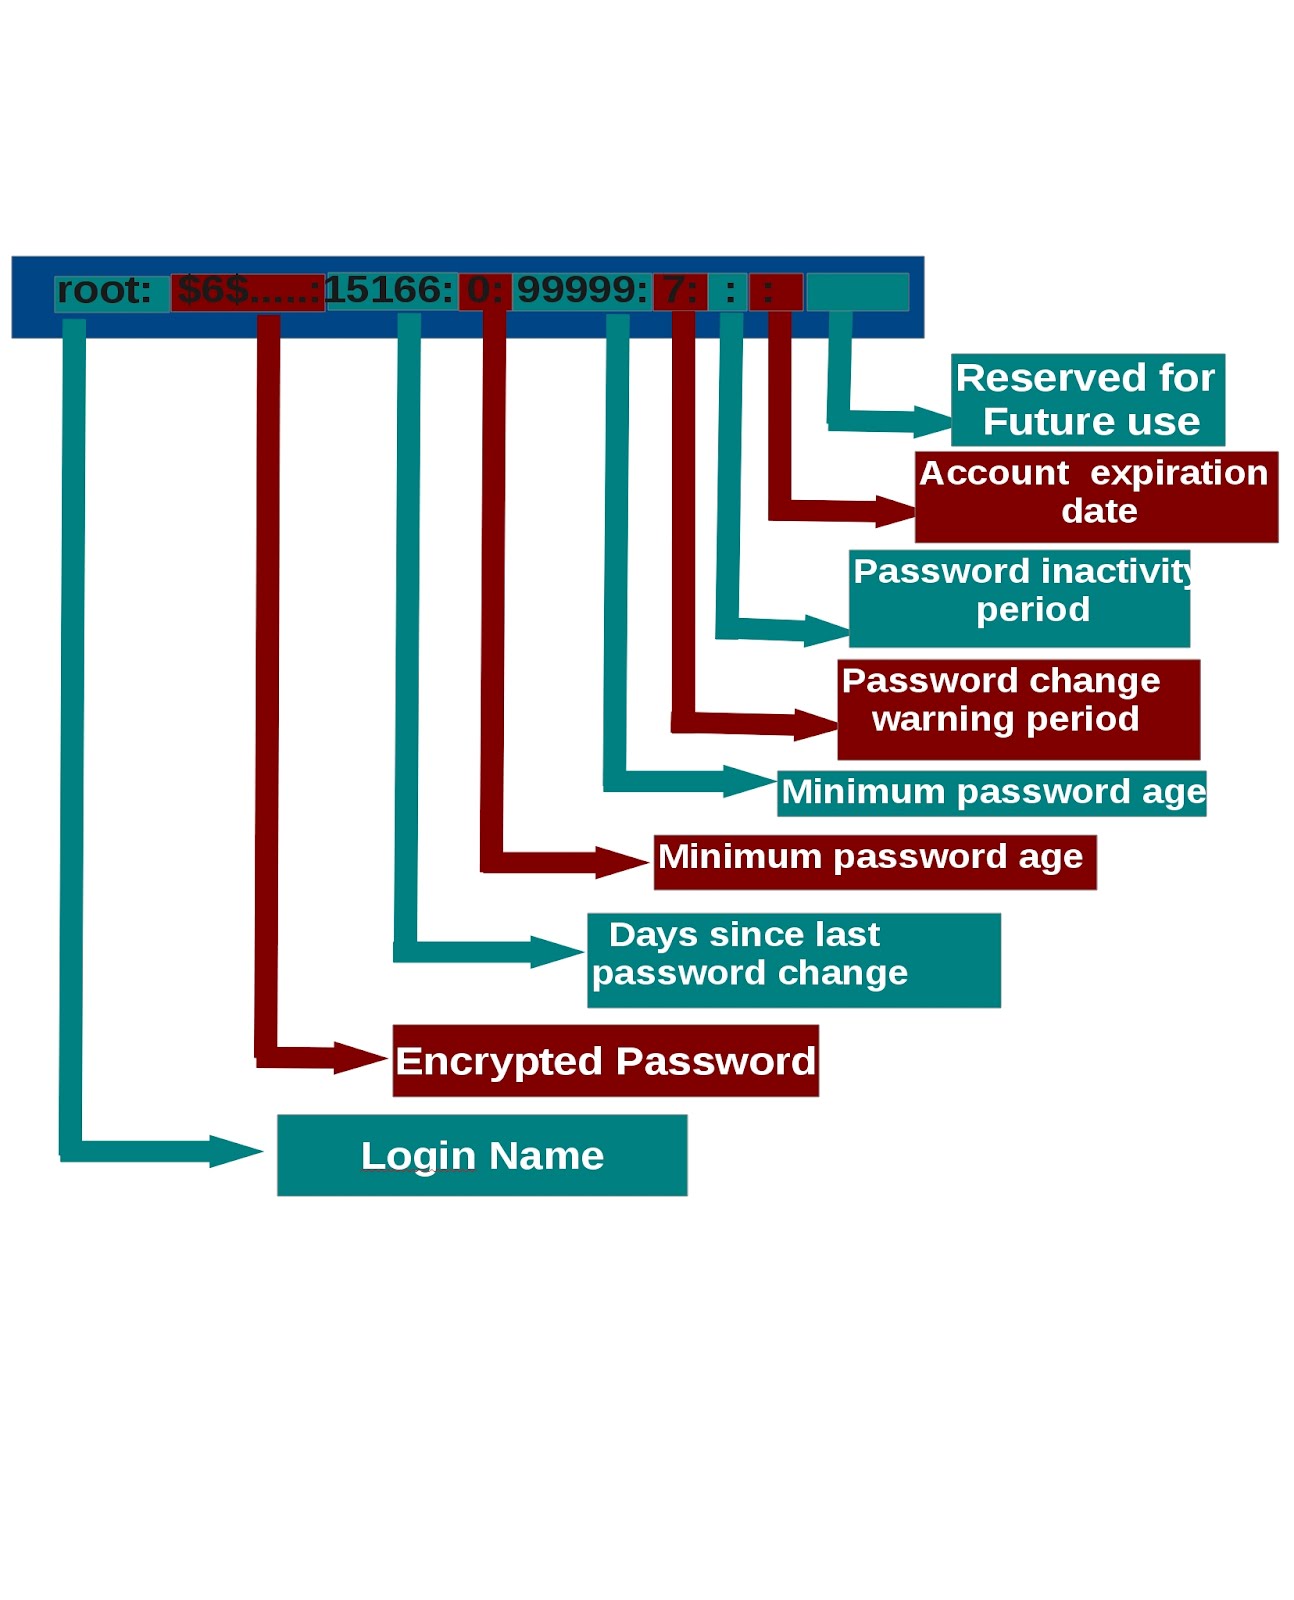 root: $6$.....:15166: 0: 99999: 7: : :
Reserved for
Future use
Account expiration
date
Password inactivity
period
Password change
warning period
Minimum password age
Minimum password age
Days since last
password change
Encrypted Password
Login Name